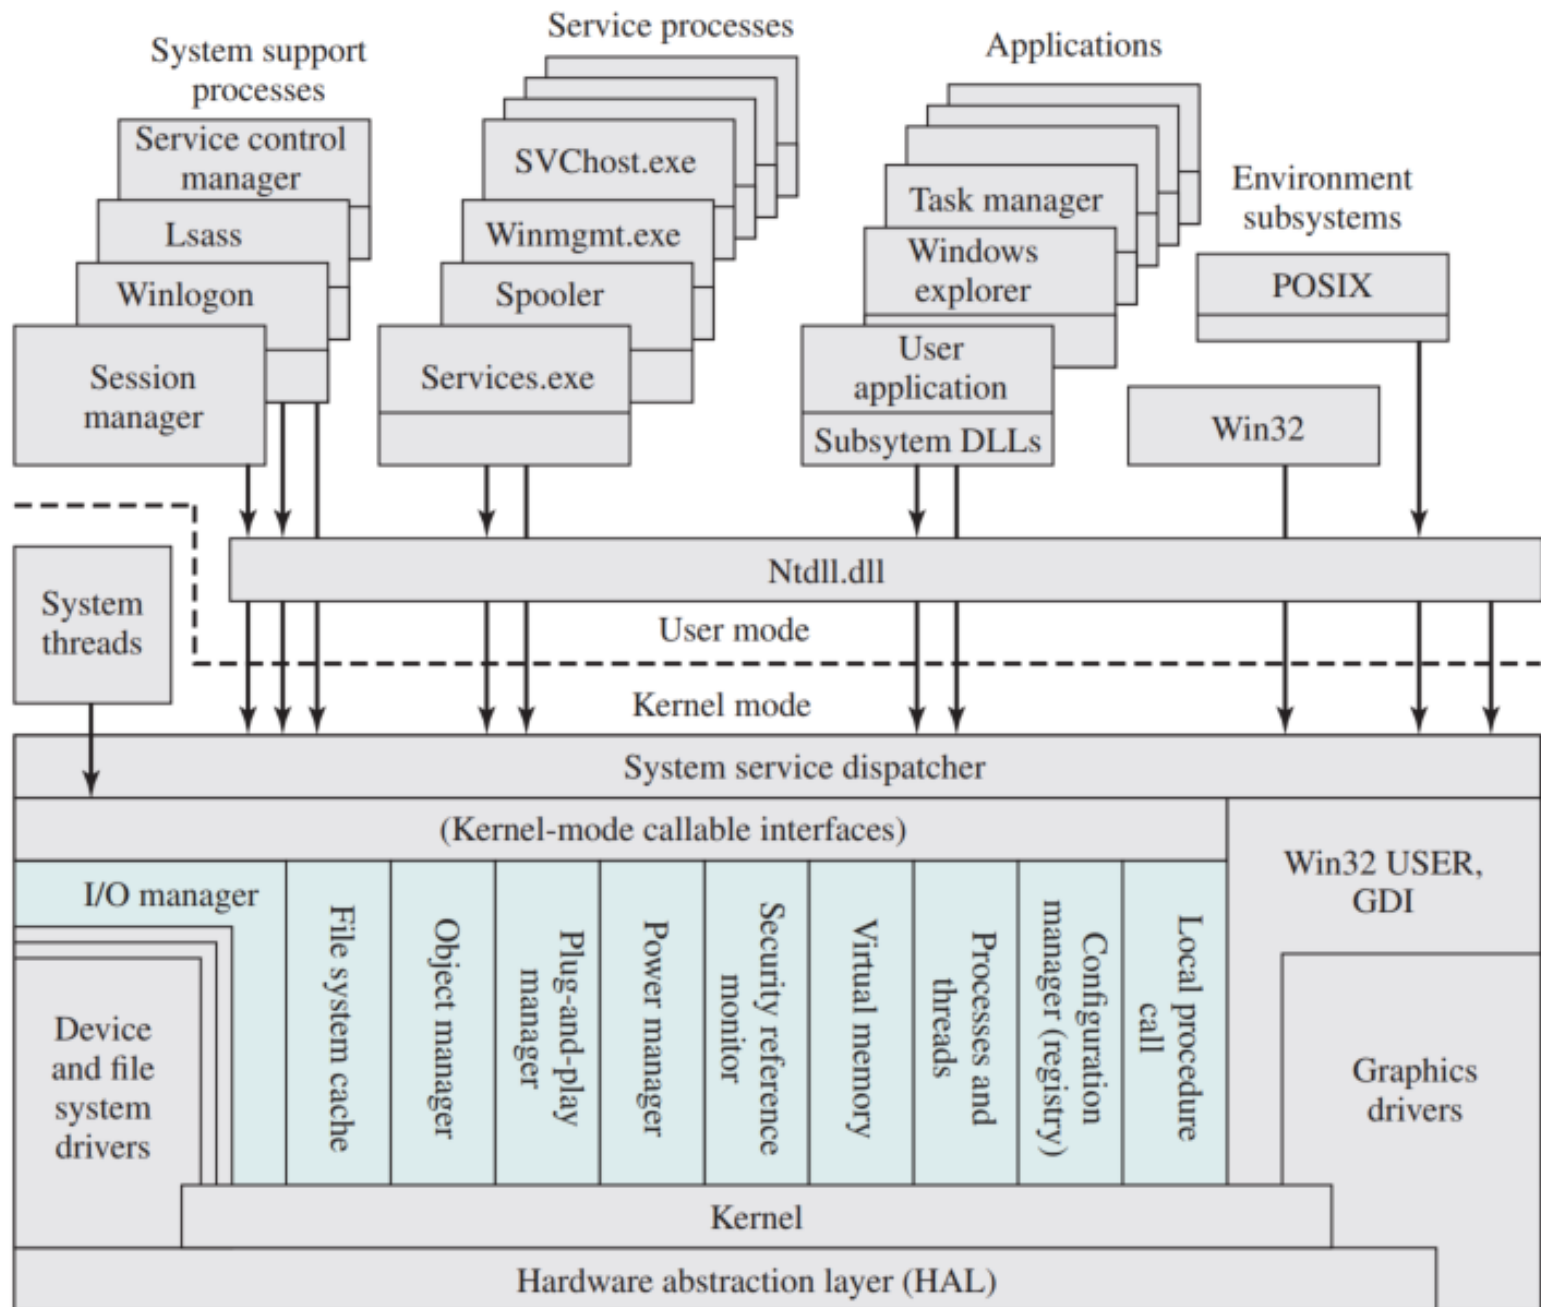 System support
processes
Service processes
Applications
Environment
subsystems
Service control
manager
Lsass
Winlogon
Session
manager
SVChost.exe
Winmgmt.exe
Spooler
Services.exe
Task manager
Windows
explorer
User
application
Subsytem DLLs
POSIX
Win32
System
threads
Ntdll.dll
User mode
Kernel mode
System service dispatcher
(Kernel-mode callable interfaces)
Win32 USER,
GDI
I/O manager
Device
and file
system
drivers
File system cache
Object manager
Plug-and-play
manager
Power manager
Security reference
monitor
Virtual memory
Processes and
threads
Configuration
manager (registry)
Local procedure
call
Graphics
drivers
Kernel
Hardware abstraction layer (HAL)